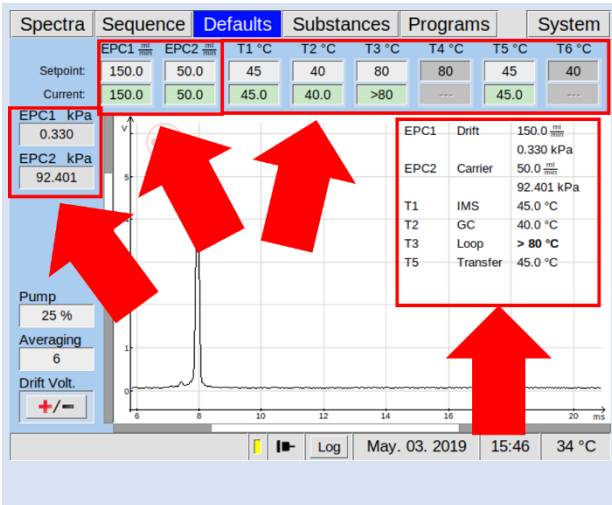 Spectra Sequence Defaults Substances Programs System
EPC1 ml/min EPC2 ml/min T1 °C T2 °C T3 °C T4 °C T5 °C T6 °C
Setpoint: 150.0 50.0 45 40 80 80 45 40
Current: 150.0 50.0 45.0 40.0 >80 --- 45.0 ---
EPC1 kPa
0.330
EPC2 kPa
92.401
V
5
1
0
6 8 10 12 14 16 20 ms
EPC1 Drift 150.0 ml/min
0.330 kPa
EPC2 Carrier 50.0 ml/min
92.401 kPa
T1 IMS 45.0 °C
T2 GC 40.0 °C
T3 Loop > 80 °C
T5 Transfer 45.0 °C
Pump
25 %
Averaging
6
Drift Volt.
+/-
Log May. 03. 2019 15:46 34 °C